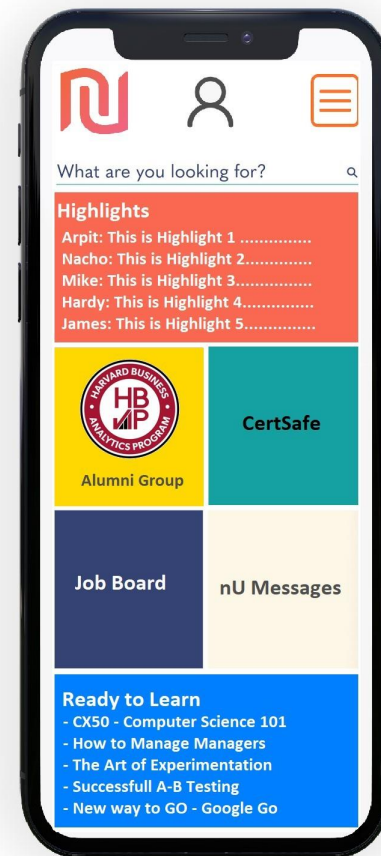 What are you looking for?
Highlights
Arpit: This is Highlight 1 ...............
Nacho: This is Highlight 2...............
Mike: This is Highlight 3................
Hardy: This is Highlight 4...............
James: This is Highlight 5...............
HARVARD BUSINESS
HB
AP
ANALYTICS PROGRAM
Alumni Group
CertSafe
Job Board
nU Messages
Ready to Learn
- CX50 - Computer Science 101
- How to Manage Managers
- The Art of Experimentation
- Successfull A-B Testing
- New way to GO - Google Go